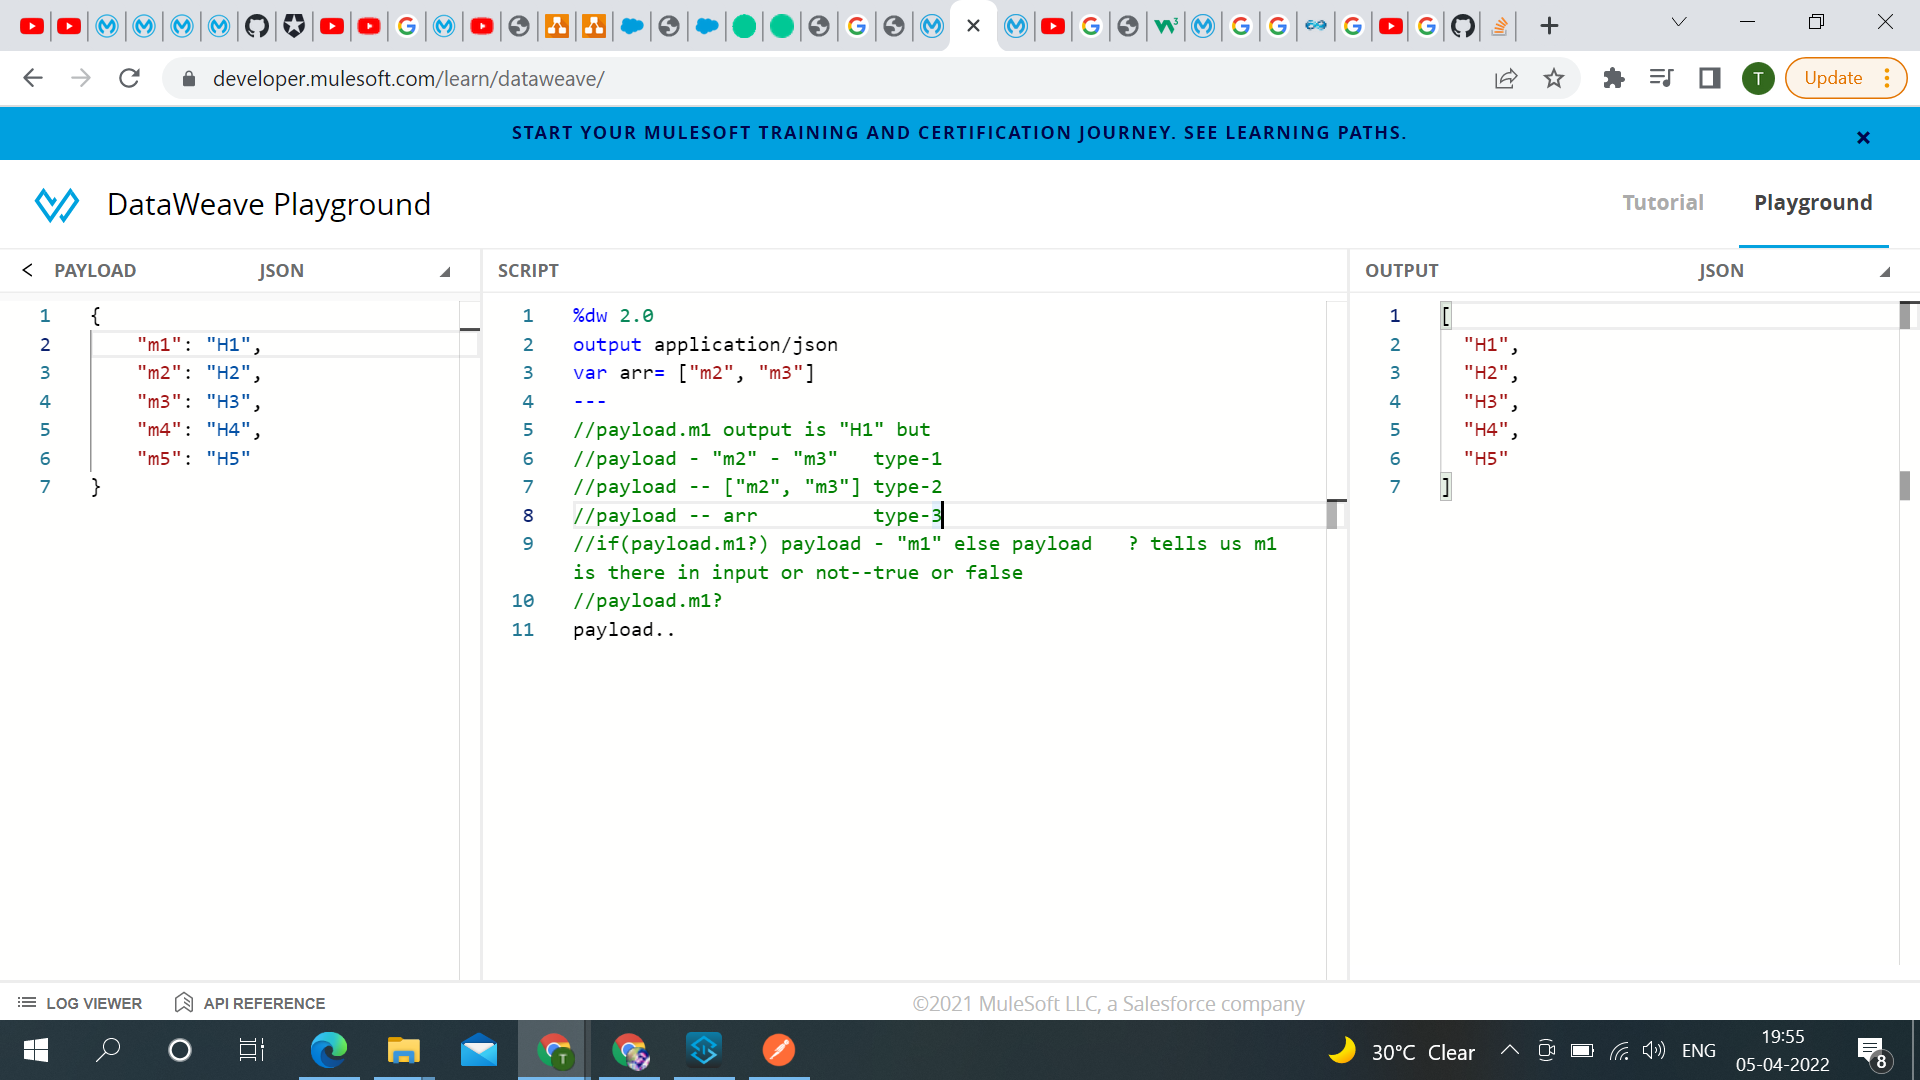 developer.mulesoft.com/learn/dataweave/
T
Update
START YOUR MULESOFT TRAINING AND CERTIFICATION JOURNEY. SEE LEARNING PATHS.
DataWeave Playground
Tutorial
Playground
PAYLOAD JSON
1 {
2 "m1": "H1",
3 "m2": "H2",
4 "m3": "H3",
5 "m4": "H4",
6 "m5": "H5"
7 }
SCRIPT
1 %dw 2.0
2 output application/json
3 var arr= ["m2", "m3"]
4 ---
5 //payload.m1 output is "H1" but
6 //payload - "m2" - "m3" type-1
7 //payload -- ["m2", "m3"] type-2
8 //payload -- arr type-3
9 //if(payload.m1?) payload - "m1" else payload ? tells us m1
is there in input or not--true or false
10 //payload.m1?
11 payload..
OUTPUT JSON
1 [
2 "H1",
3 "H2",
4 "H3",
5 "H4",
6 "H5"
7 ]
LOG VIEWER
API REFERENCE
©2021 MuleSoft LLC, a Salesforce company
T
30°C Clear
ENG
19:55
05-04-2022
8